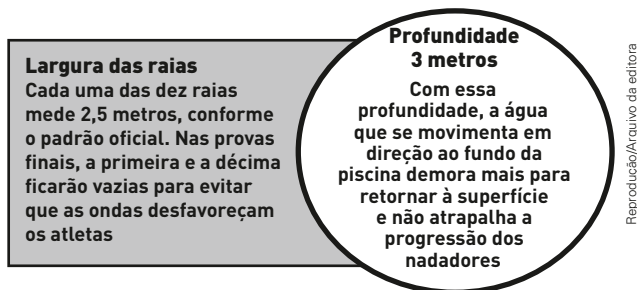 Largura das raias
Cada uma das dez raias
mede 2,5 metros, conforme
o padrão oficial. Nas provas
finais, a primeira e a décima
ficarão vazias para evitar
que as ondas desfavoreçam
os atletas
Profundidade
3 metros
Com essa
profundidade, a água
que se movimenta em
direção ao fundo da
piscina demora mais para
retornar à superfície
e não atrapalha a
progressão dos
nadadores
Reprodução/Arquivo da editora